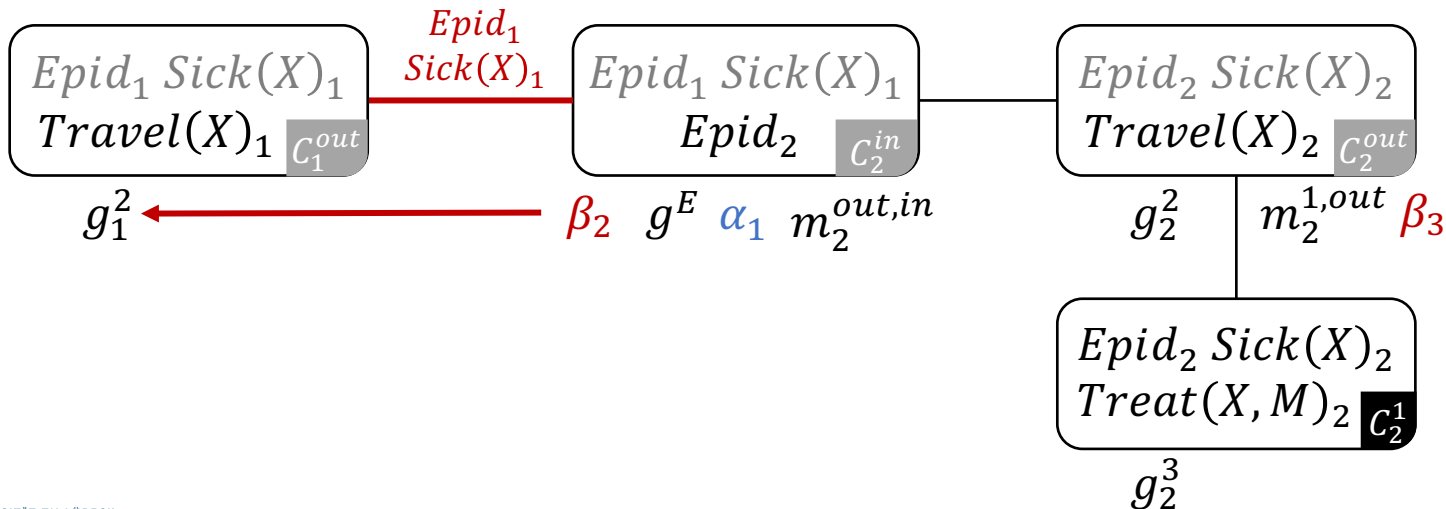 Epid₁
Sick(X)₁
Epid₁ Sick(X)₁
Travel(X)₁ C₁ᵒᵘᵗ
Epid₁ Sick(X)₁
Epid₂ C₂ⁱⁿ
Epid₂ Sick(X)₂
Travel(X)₂ C₂ᵒᵘᵗ
g₁² β₂ gᴱ α₁ m₂ᵒᵘᵗ,ⁱⁿ g₂² m₂¹,ᵒᵘᵗ β₃
Epid₂ Sick(X)₂
Treat(X, M)₂ C₂¹
g₂³